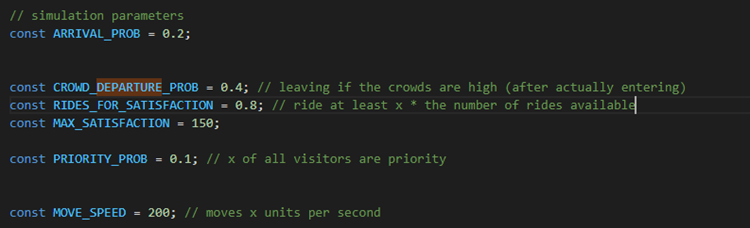 // simulation parameters
const ARRIVAL_PROB = 0.2;
const CROWD_DEPARTURE_PROB = 0.4; // leaving if the crowds are high (after actually entering)
const RIDES_FOR_SATISFACTION = 0.8; // ride at least x * the number of rides available
const MAX_SATISFACTION = 150;
const PRIORITY_PROB = 0.1; // x of all visitors are priority
const MOVE_SPEED = 200; // moves x units per second